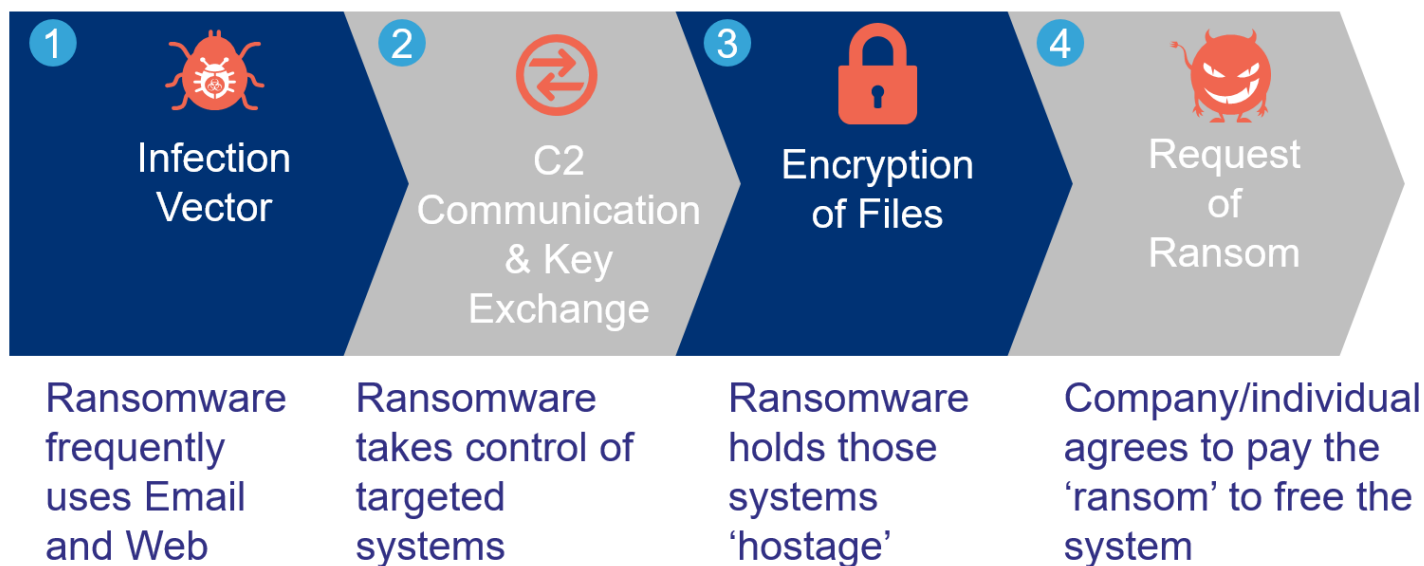 1
Infection
Vector
2
C2
Communication
& Key
Exchange
3
Encryption
of Files
4
Request
of
Ransom
Ransomware
frequently
uses Email
and Web
Ransomware
takes control of
targeted
systems
Ransomware
holds those
systems
‘hostage’
Company/individual
agrees to pay the
‘ransom’ to free the
system